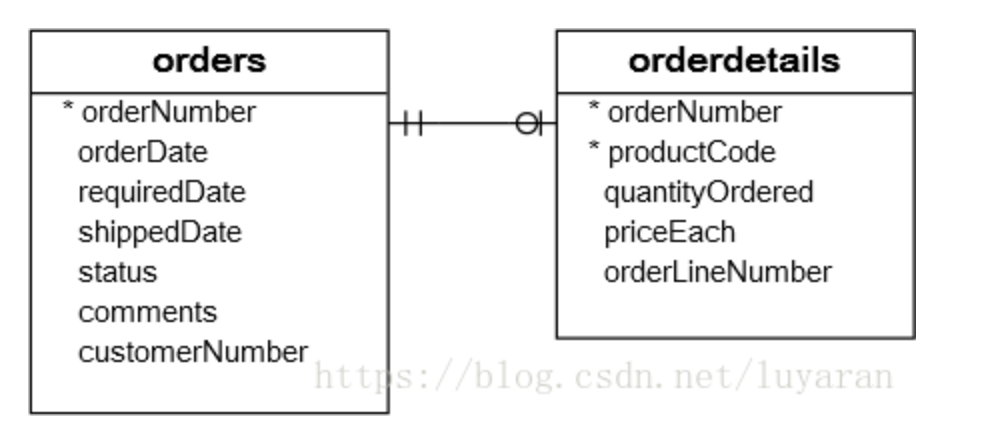 orders
* orderNumber
orderDate
requiredDate
shippedDate
status
comments
customerNumber
orderdetails
* orderNumber
* productCode
quantityOrdered
priceEach
orderLineNumber
https://blog.csdn.net/luyaran